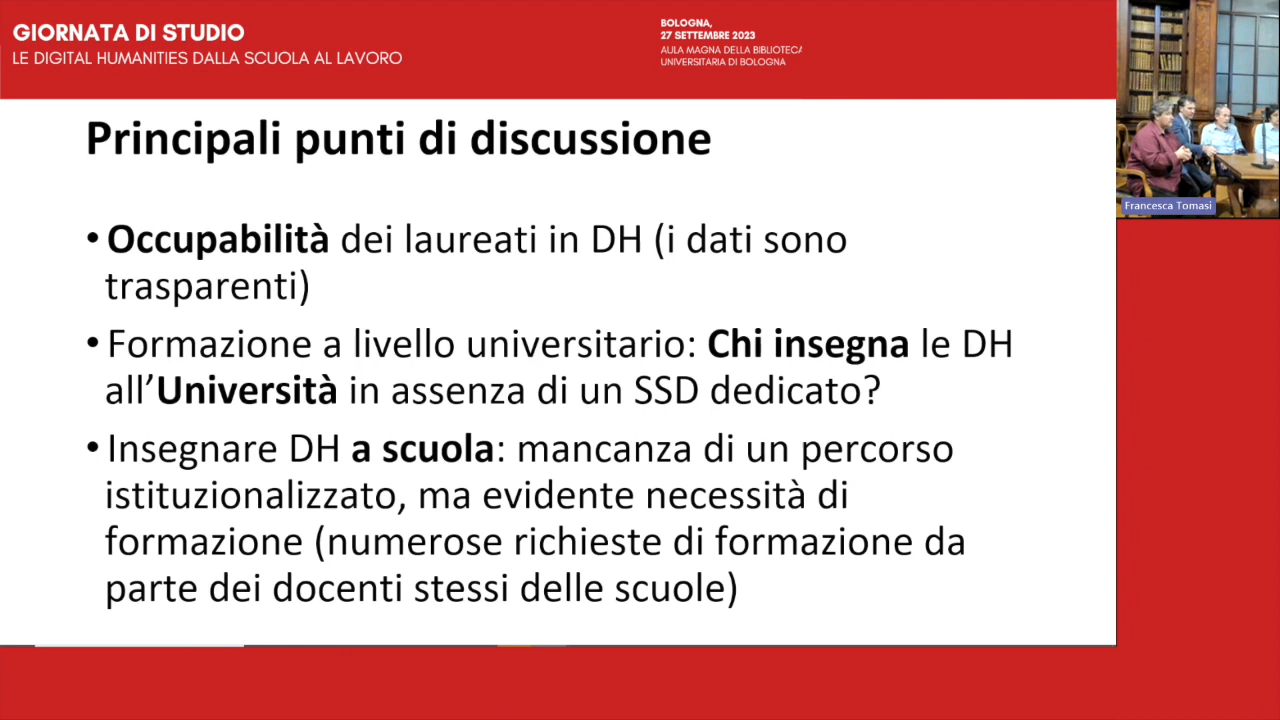 GIORNATA DI STUDIO
LE DIGITAL HUMANITIES DALLA SCUOLA AL LAVORO
BOLOGNA,
27 SETTEMBRE 2023
AULA MAGNA DELLA BIBLIOTECA
UNIVERSITARIA DI BOLOGNA
Principali punti di discussione
• Occupabilità dei laureati in DH (i dati sono
trasparenti)
• Formazione a livello universitario: Chi insegna le DH
all’Università in assenza di un SSD dedicato?
• Insegnare DH a scuola: mancanza di un percorso
istituzionalizzato, ma evidente necessità di
formazione (numerose richieste di formazione da
parte dei docenti stessi delle scuole)
Francesca Tomasi